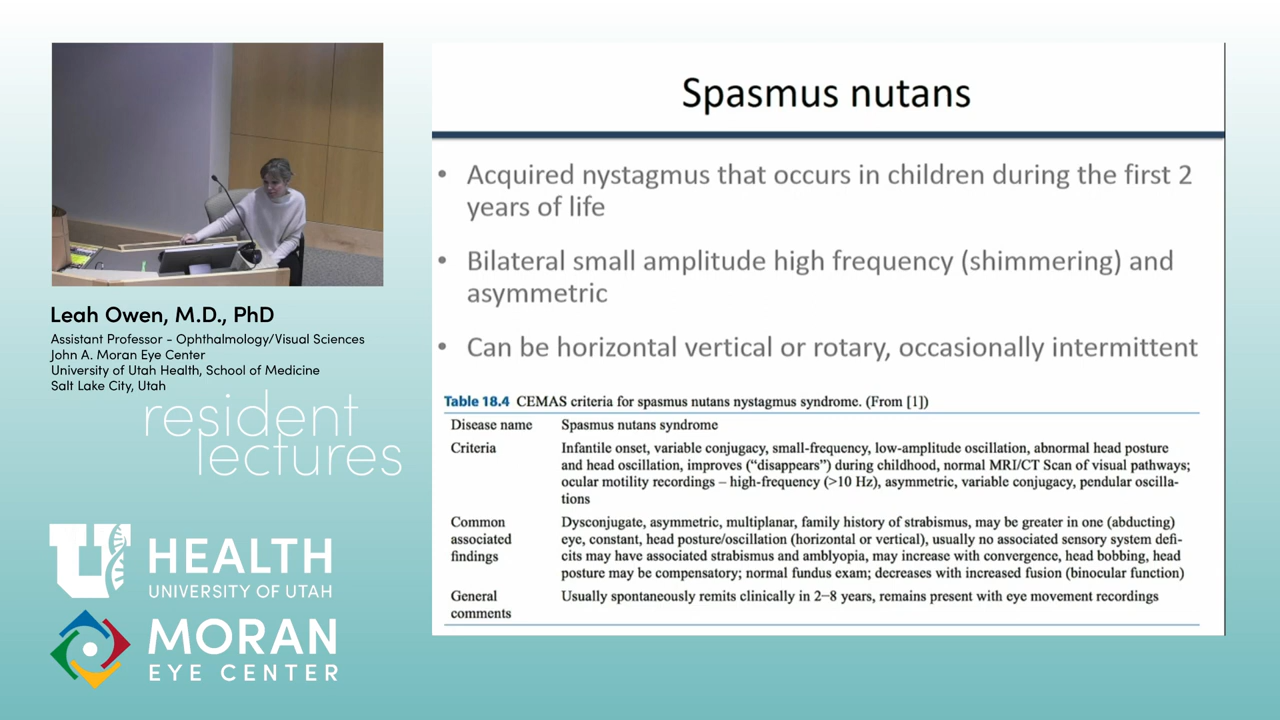 Spasmus nutans
• Acquired nystagmus that occurs in children during the first 2
years of life
• Bilateral small amplitude high frequency (shimmering) and
asymmetric
• Can be horizontal vertical or rotary, occasionally intermittent
Table 18.4 CEMAS criteria for spasmus nutans nystagmus syndrome. (From [1])
Disease name Spasmus nutans syndrome
Criteria Infantile onset, variable conjugacy, small-frequency, low-amplitude oscillation, abnormal head posture
and head oscillation, improves (“disappears”) during childhood, normal MRI/CT Scan of visual pathways;
ocular motility recordings – high-frequency (>10 Hz), asymmetric, variable conjugacy, pendular oscilla-
tions
Common Dysconjugate, asymmetric, multiplanar, family history of strabismus, may be greater in one (abducting)
associated eye, constant, head posture/oscillation (horizontal or vertical), usually no associated sensory system defi-
findings cits may have associated strabismus and amblyopia, may increase with convergence, head bobbing, head
posture may be compensatory; normal fundus exam; decreases with increased fusion (binocular function)
General Usually spontaneously remits clinically in 2–8 years, remains present with eye movement recordings
comments
Leah Owen, M.D., PhD
Assistant Professor - Ophthalmology/Visual Sciences
John A. Moran Eye Center
University of Utah Health, School of Medicine
Salt Lake City, Utah
resident
lectures
U HEALTH
UNIVERSITY OF UTAH
MORAN
EYE CENTER